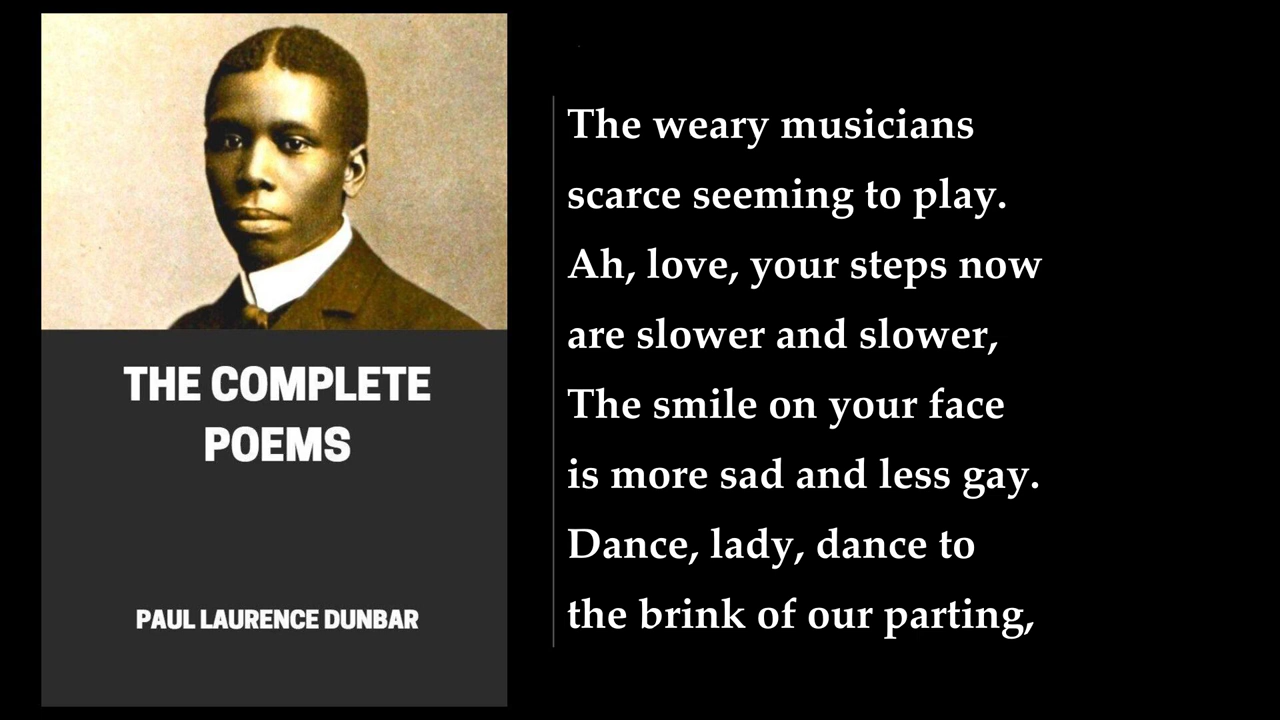 THE COMPLETE
POEMS
PAUL LAURENCE DUNBAR
The weary musicians
scarce seeming to play.
Ah, love, your steps now
are slower and slower,
The smile on your face
is more sad and less gay.
Dance, lady, dance to
the brink of our parting,